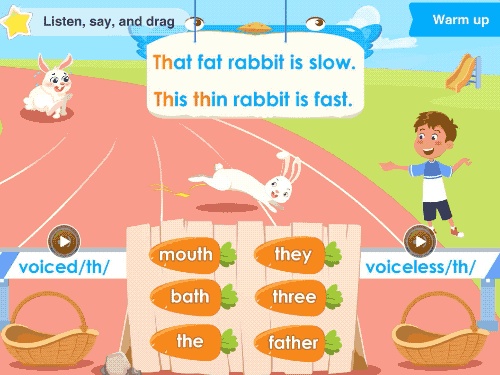 Listen, say, and drag
Warm up
That fat rabbit is slow.
This thin rabbit is fast.
voiced/th/
voiceless/th/
mouth they
bath three
the father